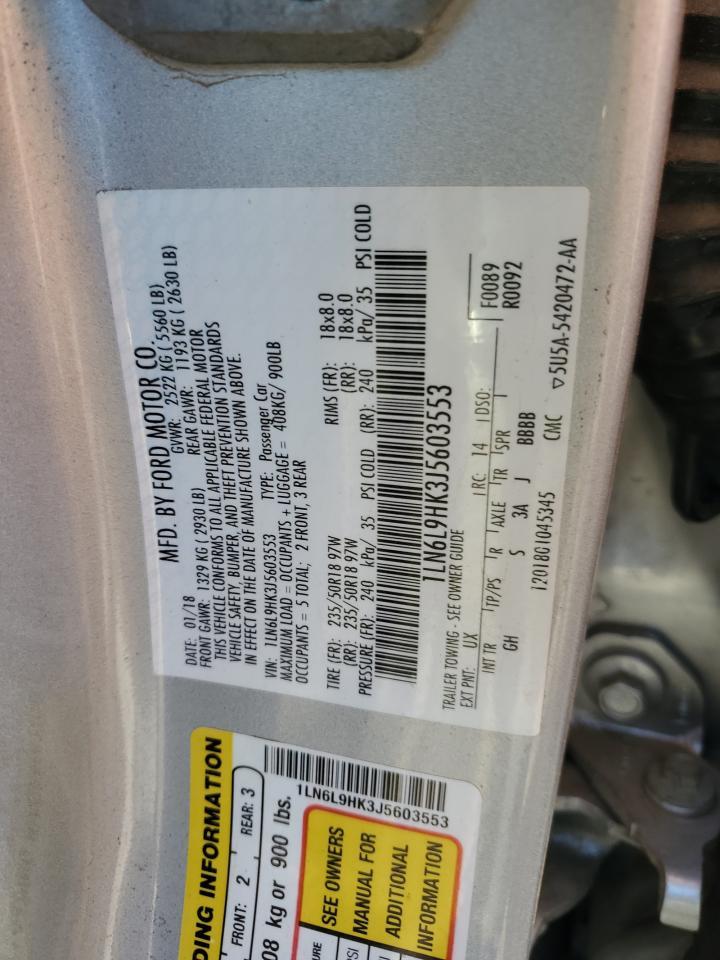 MFD. BY FORD MOTOR CO.
DATE: 01/18 GVWR: 2522 KG ( 5560 LB)
FRONT GAWR: 1329 KG ( 2930 LB) REAR GAWR: 1193 KG ( 2630 LB)
THIS VEHICLE CONFORMS TO ALL APPLICABLE FEDERAL MOTOR
VEHICLE SAFETY, BUMPER, AND THEFT PREVENTION STANDARDS
IN EFFECT ON THE DATE OF MANUFACTURE SHOWN ABOVE.
VIN: 1LN6L9HK3J5603553 TYPE: Passenger Car
MAXIMUM LOAD = OCCUPANTS + LUGGAGE = 408KG/ 900LB
OCCUPANTS = 5 TOTAL; 2 FRONT, 3 REAR
TIRE (FR): 235/50R18 97W RIMS (FR): 18x8.0
(RR): 235/50R18 97W (RR): 18x8.0
PRESSURE (FR): 240 kPa/ 35 PSI COLD (RR): 240 kPa/ 35 PSI COLD
1LN6L9HK3J5603553
TRAILER TOWING - SEE OWNER GUIDE
EXT PNT: UX RC: 14 DSO: F0089
INT TR TP/PS R AXLE TR SPR R0092
GH S 3A J BBBB
1201801045345 CMC ▽5U5A-5420472-AA
DING INFORMATION
FRONT: 2 REAR: 3
08 kg or 900 lbs.
1LN6L9HK3J5603553
SEE OWNERS
MANUAL FOR
ADDITIONAL
INFORMATION